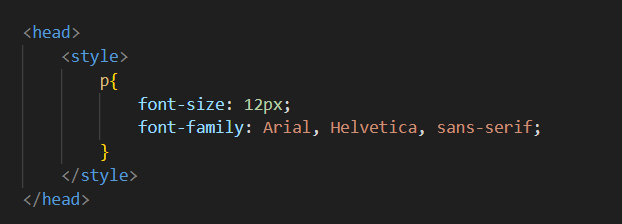 <head>
<style>
p{
font-size: 12px;
font-family: Arial, Helvetica, sans-serif;
}
</style>
</head>